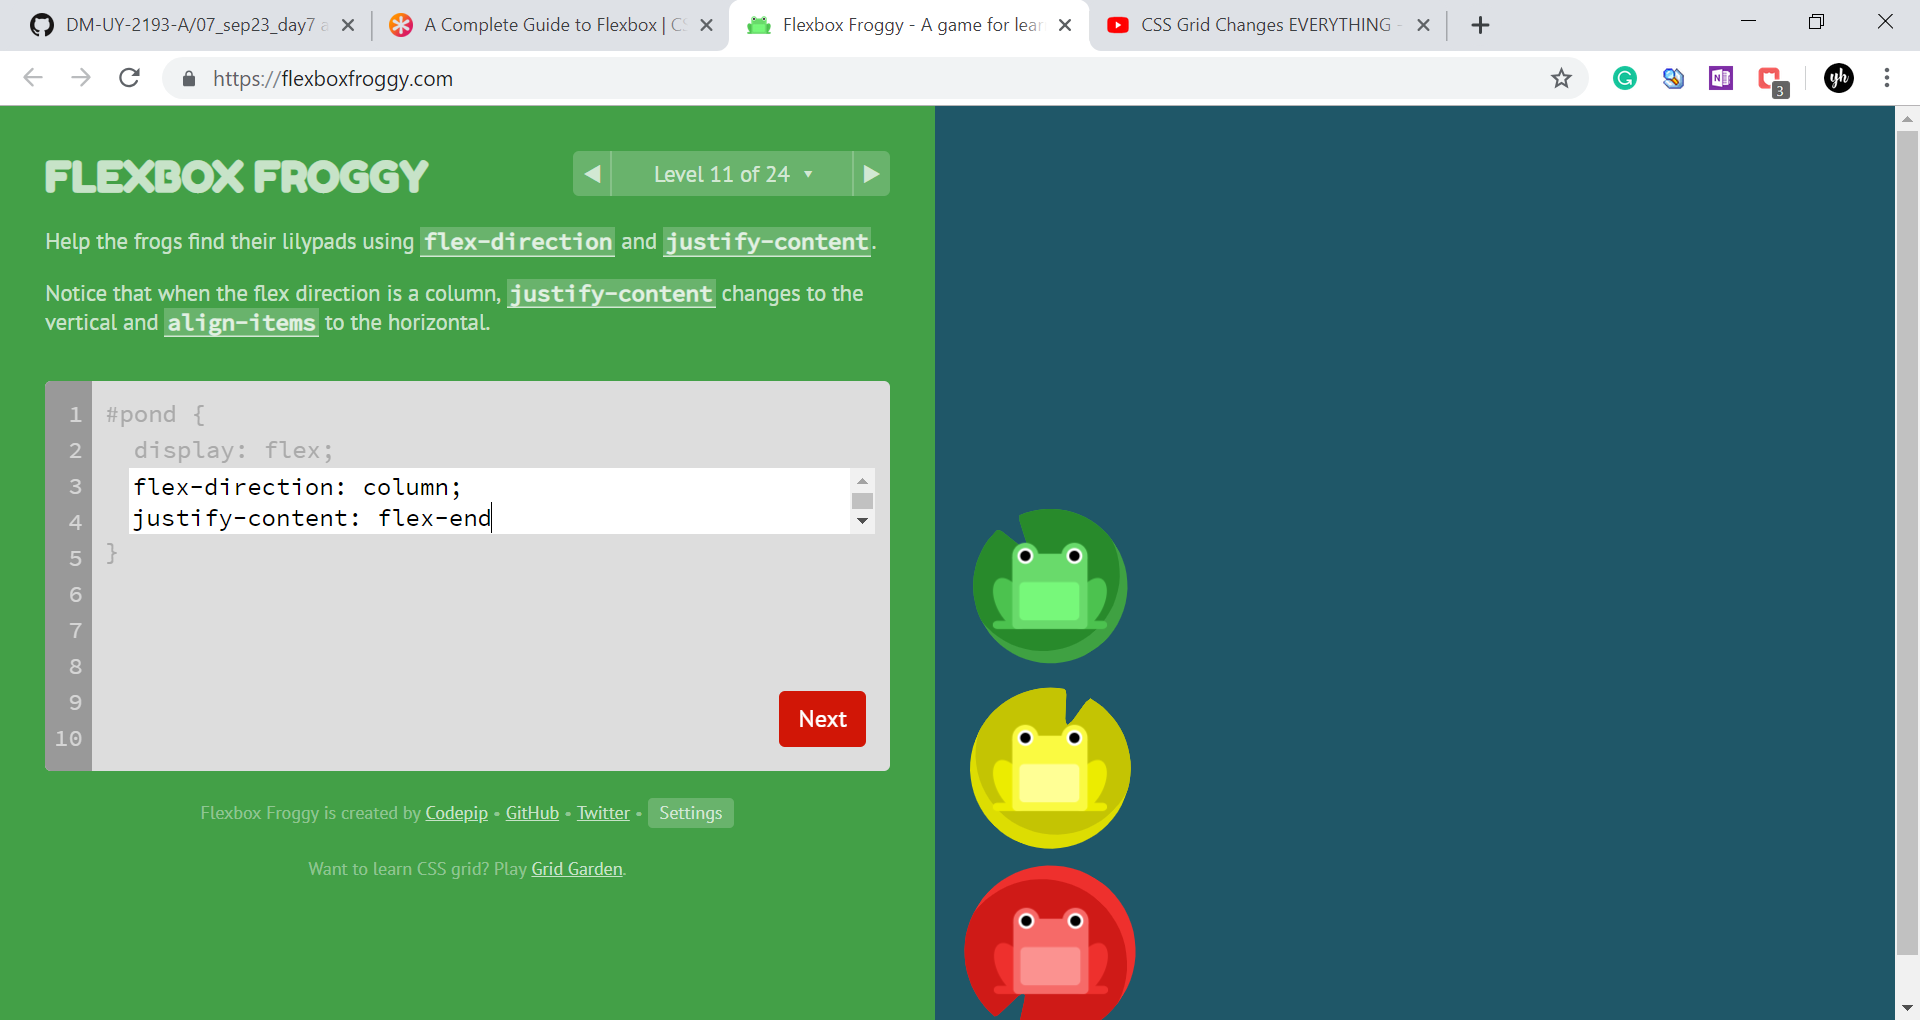 DM-UY-2193-A/07_sep23_day7 a
A Complete Guide to Flexbox | CS
Flexbox Froggy - A game for lear
CSS Grid Changes EVERYTHING -
https://flexboxfroggy.com
3
yh
FLEXBOX FROGGY
Level 11 of 24
Help the frogs find their lilypads using flex-direction and justify-content.
Notice that when the flex direction is a column, justify-content changes to the
vertical and align-items to the horizontal.
1 #pond {
2 display: flex;
3 flex-direction: column;
4 justify-content: flex-end
5 }
6
7
8
9
10
Next
Flexbox Froggy is created by Codepip • GitHub • Twitter • Settings
Want to learn CSS grid? Play Grid Garden.